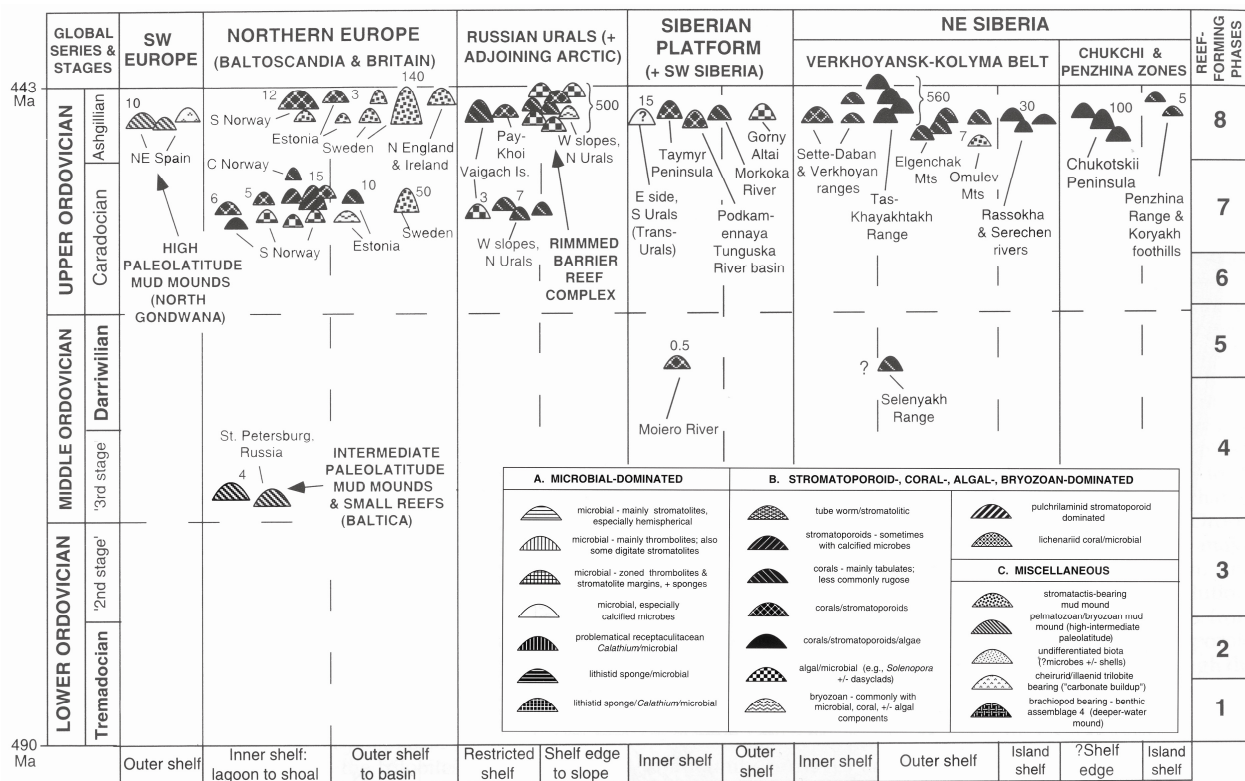 GLOBAL
SERIES &
STAGES
SW
EUROPE
NORTHERN EUROPE
(BALTOSCANDIA & BRITAIN)
RUSSIAN URALS (+
ADJOINING ARCTIC)
SIBERIAN
PLATFORM
(+ SW SIBERIA)
NE SIBERIA
VERKHOYANSK-KOLYMA BELT
CHUKCHI &
PENZHINA ZONES
REEF-
FORMING
PHASES
443
Ma
490
Ma
UPPER ORDOVICIAN
Ashgillian
Caradocian
MIDDLE ORDOVICIAN
Darriwilian
'3rd stage'
LOWER ORDOVICIAN
'2nd stage'
Tremadocian
10
NE Spain
HIGH
PALEOLATITUDE
MUD MOUNDS
(NORTH
GONDWANA)
12
3
140
S Norway
Estonia
Sweden
N England
& Ireland
C Norway
6
5
15
10
50
S Norway
Estonia
Sweden
St. Petersburg,
Russia
4
INTERMEDIATE
PALEOLATITUDE
MUD MOUNDS
& SMALL REEFS
(BALTICA)
500
Pay-
Khoi
Vaigach Is.
W slopes,
N Urals
3
7
W slopes,
N Urals
RIMMMED
BARRIER
REEF
COMPLEX
15
?
Taymyr
Peninsula
Gorny
Altai
Morkoka
River
E side,
S Urals
(Trans-
Urals)
Podkam-
ennaya
Tunguska
River basin
0.5
Moiero River
560
Sette-Daban
& Verkhoyan
ranges
Elgenchak
Mts
7
Omulev
Mts
30
Tas-
Khayakhtakh
Range
Rassokha
& Serechen
rivers
?
Selenyakh
Range
100
5
Chukotskii
Peninsula
Penzhina
Range &
Koryakh
foothills
8
7
6
5
4
3
2
1
A. MICROBIAL-DOMINATED
microbial - mainly stromatolites,
especially hemispherical
microbial - mainly thrombolites; also
some digitate stromatolites
microbial - zoned thrombolites &
stromatolite margins, + sponges
microbial, especially
calcified microbes
problematical receptaculitacean
Calathium/microbial
lithistid sponge/microbial
lithistid sponge/Calathium/microbial
B. STROMATOPOROID-, CORAL-, ALGAL-, BRYOZOAN-DOMINATED
tube worm/stromatolitic
stromatoporoids - sometimes
with calcified microbes
corals - mainly tabulates;
less commonly rugose
corals/stromatoporoids
corals/stromatoporoids/algae
algal/microbial (e.g., Solenopora
+/- dasyclads)
bryozoan - commonly with
microbial, coral, +/- algal
components
pulchrilaminid stromatoporoid
dominated
lichenariid coral/microbial
C. MISCELLANEOUS
stromatactis-bearing
mud mound
pelmatozoan/bryozoan mud
mound (high-intermediate
paleolatitude)
undifferentiated biota
(?microbes +/- shells)
cheirurid/illaenid trilobite
bearing ("carbonate buildup")
brachiopod bearing - benthic
assemblage 4 (deeper-water
mound)
Outer shelf
Inner shelf:
lagoon to shoal
Outer shelf
to basin
Restricted
shelf
Shelf edge
to slope
Inner shelf
Outer
shelf
Inner shelf
Outer shelf
Island
shelf
?Shelf
edge
Island
shelf